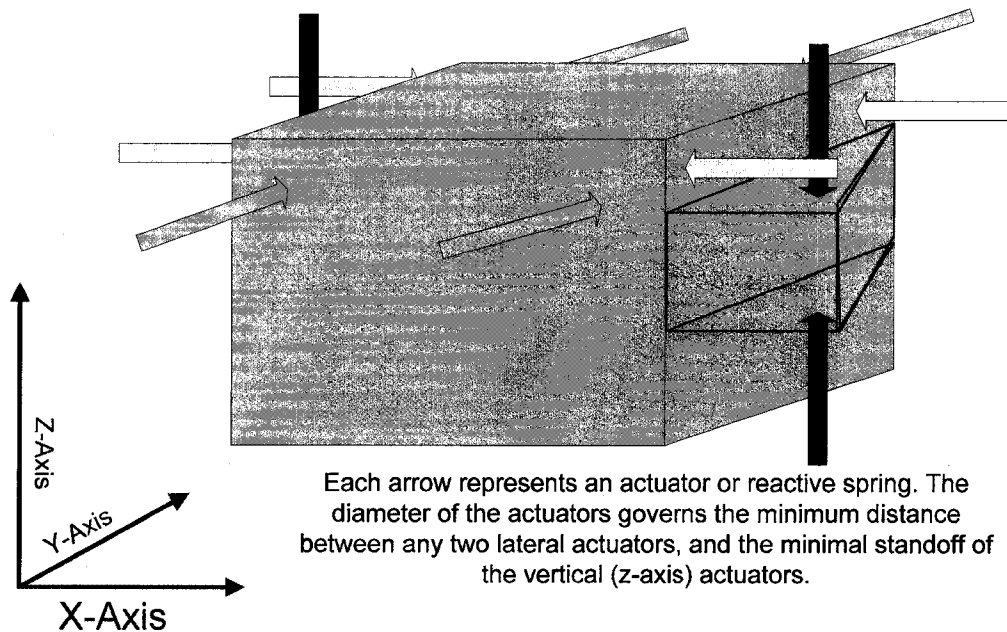 Z-Axis
Y-Axis
X-Axis
Each arrow represents an actuator or reactive spring. The
diameter of the actuators governs the minimum distance
between any two lateral actuators, and the minimal standoff of
the vertical (z-axis) actuators.